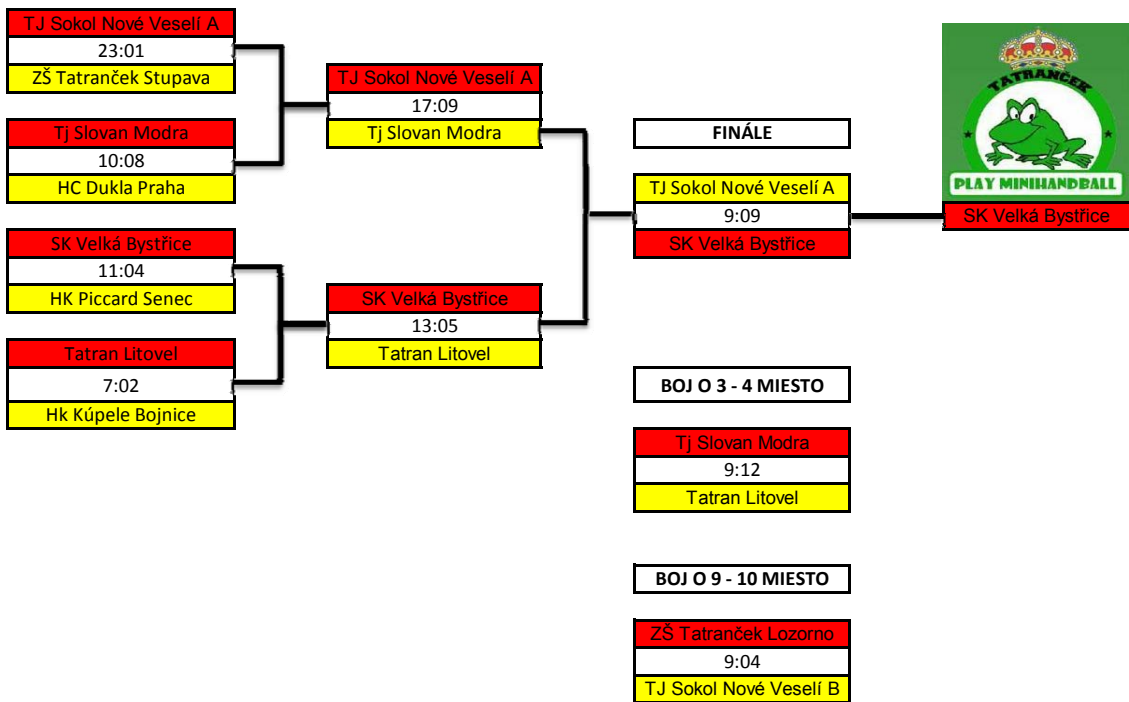 TJ Sokol Nové Veselí A
23:01
ZŠ Tatranček Stupava
Tj Slovan Modra
10:08
HC Dukla Praha
SK Velká Bystřice
11:04
HK Piccard Senec
Tatran Litovel
7:02
Hk Kúpele Bojnice
TJ Sokol Nové Veselí A
17:09
Tj Slovan Modra
SK Velká Bystřice
13:05
Tatran Litovel
FINÁLE
TJ Sokol Nové Veselí A
9:09
SK Velká Bystřice
TATRANČEK
PLAY MINIHANDBALL
SK Velká Bystřice
BOJ O 3 - 4 MIESTO
Tj Slovan Modra
9:12
Tatran Litovel
BOJ O 9 - 10 MIESTO
ZŠ Tatranček Lozorno
9:04
TJ Sokol Nové Veselí B